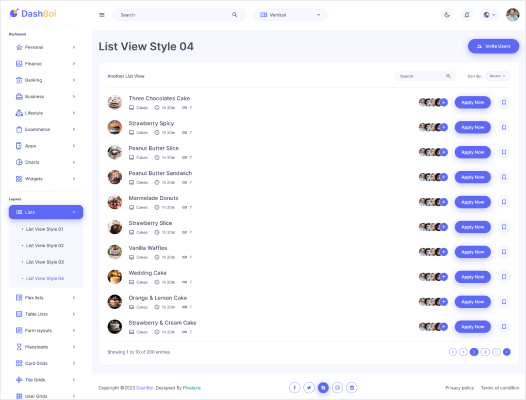 DashBoi
Search
Vertical
Dashboard
Personal
Finance
Banking
Business
Lifestyle
Ecommerce
Apps
Charts
Widgets
Layouts
Lists
List View Style 01
List View Style 02
List View Style 03
List View Style 04
Flex lists
Table Lists
Form layouts
Placeholders
Card Grids
Tile Grids
User Grids
List View Style 04
Invite Users
Another List View
Search
Sort By :
Recent
Three Chocolates Cake
Cakes 1h 20m 7
Apply Now
Strawberry Spicy
Cakes 1h 20m 7
Apply Now
Peanut Butter Slice
Cakes 1h 20m 7
Apply Now
Peanut Butter Sandwich
Cakes 1h 20m 7
Apply Now
Marmelade Donuts
Cakes 1h 20m 7
Apply Now
Strawberry Slice
Cakes 1h 20m 7
Apply Now
Vanilla Waffles
Cakes 1h 20m 7
Apply Now
Wedding Cake
Cakes 1h 20m 7
Apply Now
Orange & Lemon Cake
Cakes 1h 20m 7
Apply Now
Strawberry & Cream Cake
Cakes 1h 20m 7
Apply Now
Showing 1 to 10 of 200 entries
1 2 3 ...
Copyright ©2023 DashBoi. Designed By Pixelaxis
Privacy policy Terms of condition